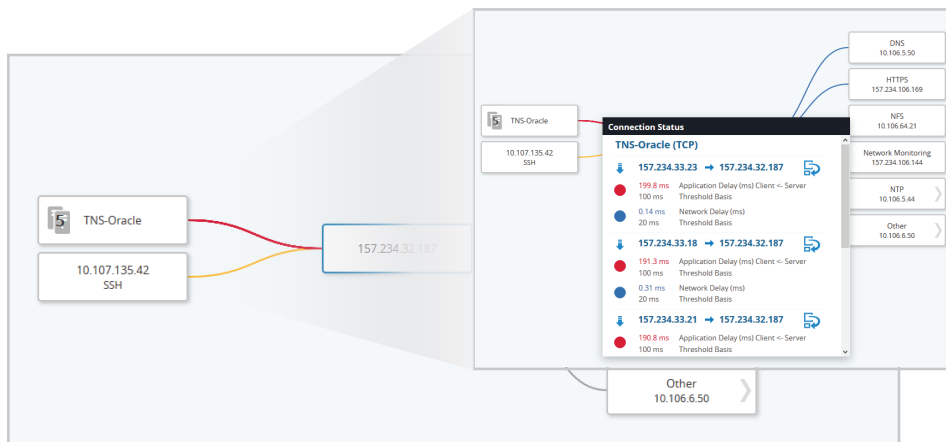 5
TNS-Oracle
10.107.135.42
SSH
157.234.32.187
Other
10.106.6.50
5
TNS-Oracle
10.107.135.42
SSH
DNS
10.106.5.50
HTTPS
157.234.106.169
NFS
10.106.64.21
Network Monitoring
157.234.106.144
NTP
10.106.5.44
Other
10.106.6.50
Connection Status
TNS-Oracle (TCP)
157.234.33.23 → 157.234.32.187
199.8 ms Application Delay (ms) Client <- Server
100 ms Threshold Basis
0.14 ms Network Delay (ms)
20 ms Threshold Basis
157.234.33.18 → 157.234.32.187
191.3 ms Application Delay (ms) Client <- Server
100 ms Threshold Basis
0.31 ms Network Delay (ms)
20 ms Threshold Basis
157.234.33.21 → 157.234.32.187
190.8 ms Application Delay (ms) Client <- Server
100 ms Threshold Basis